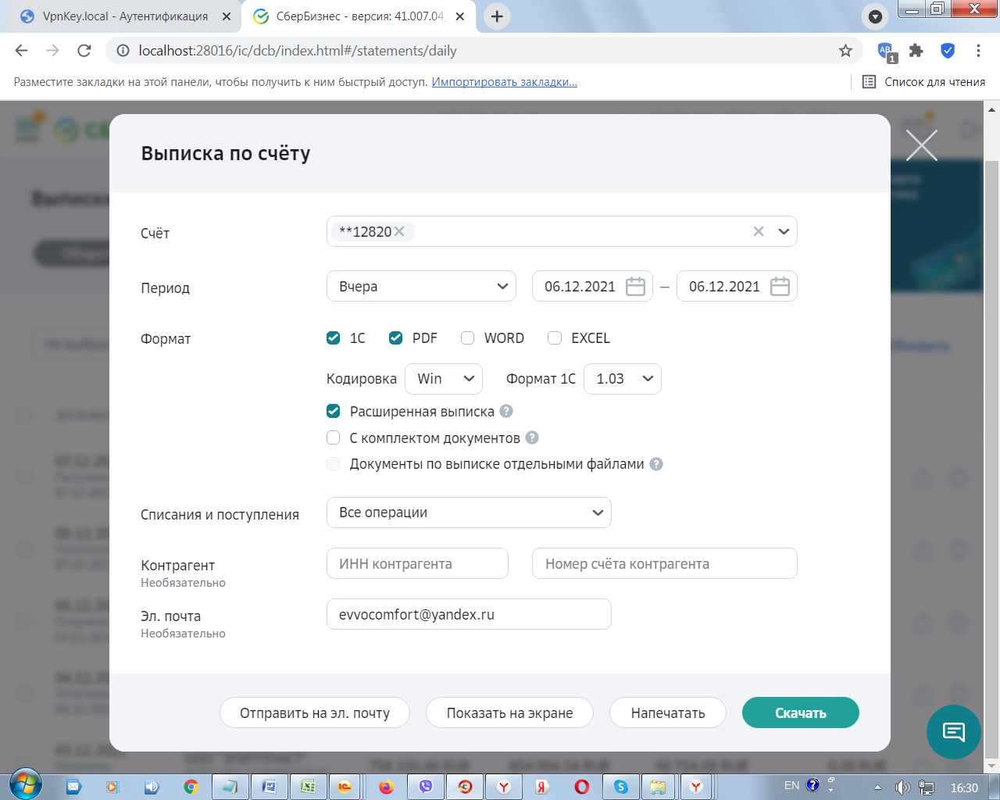 VpnKey.local - Аутентификация
СберБизнес - версия: 41.007.04_
localhost:28016/ic/dcb/index.html#/statements/daily
AB
1
Разместите закладки на этой панели, чтобы получить к ним быстрый доступ. Импортировать закладки...
Список для чтения
Выписка по счёту
Счёт
**12820
Период
Вчера
06.12.2021 — 06.12.2021
Формат
1C
PDF
WORD
EXCEL
Кодировка
Win
Формат 1С
1.03
Расширенная выписка ?
С комплектом документов ?
Документы по выписке отдельными файлами ?
Списания и поступления
Все операции
Контрагент
Необязательно
ИНН контрагента
Номер счёта контрагента
Эл. почта
Необязательно
evvocomfort@yandex.ru
Отправить на эл. почту
Показать на экране
Напечатать
Скачать
EN
16:30